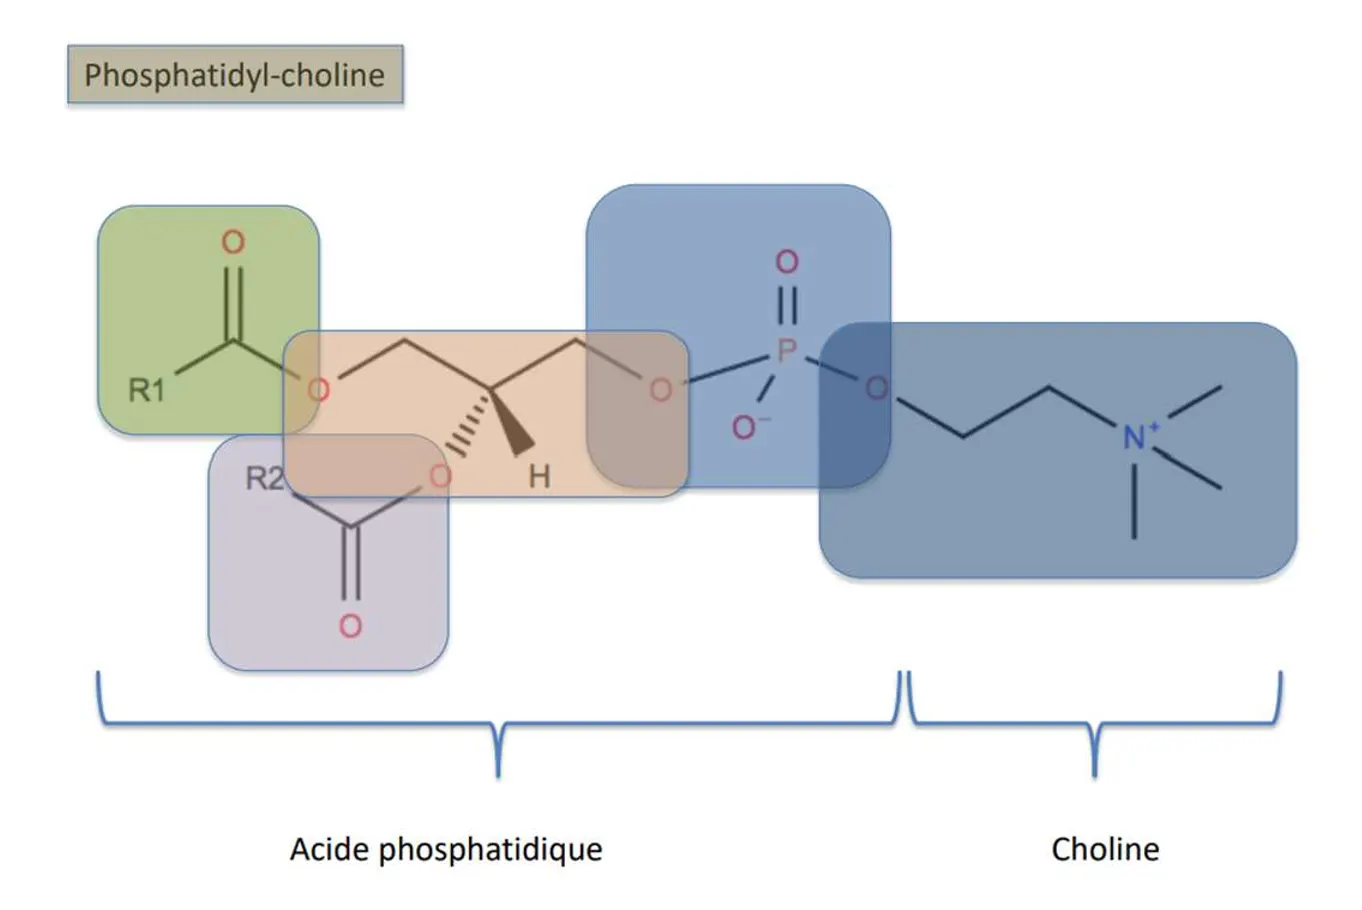 Phosphatidyl-choline
O
O
P
R1
O
O
O
O⁻
N⁺
R2
O
H
O
Acide phosphatidique
Choline